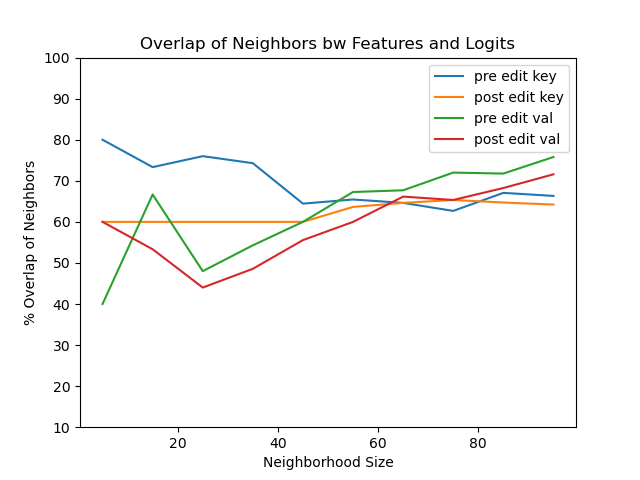 Overlap of Neighbors bw Features and Logits
% Overlap of Neighbors
100
90
80
70
60
50
40
30
20
10
pre edit key
post edit key
pre edit val
post edit val
20 40 60 80
Neighborhood Size